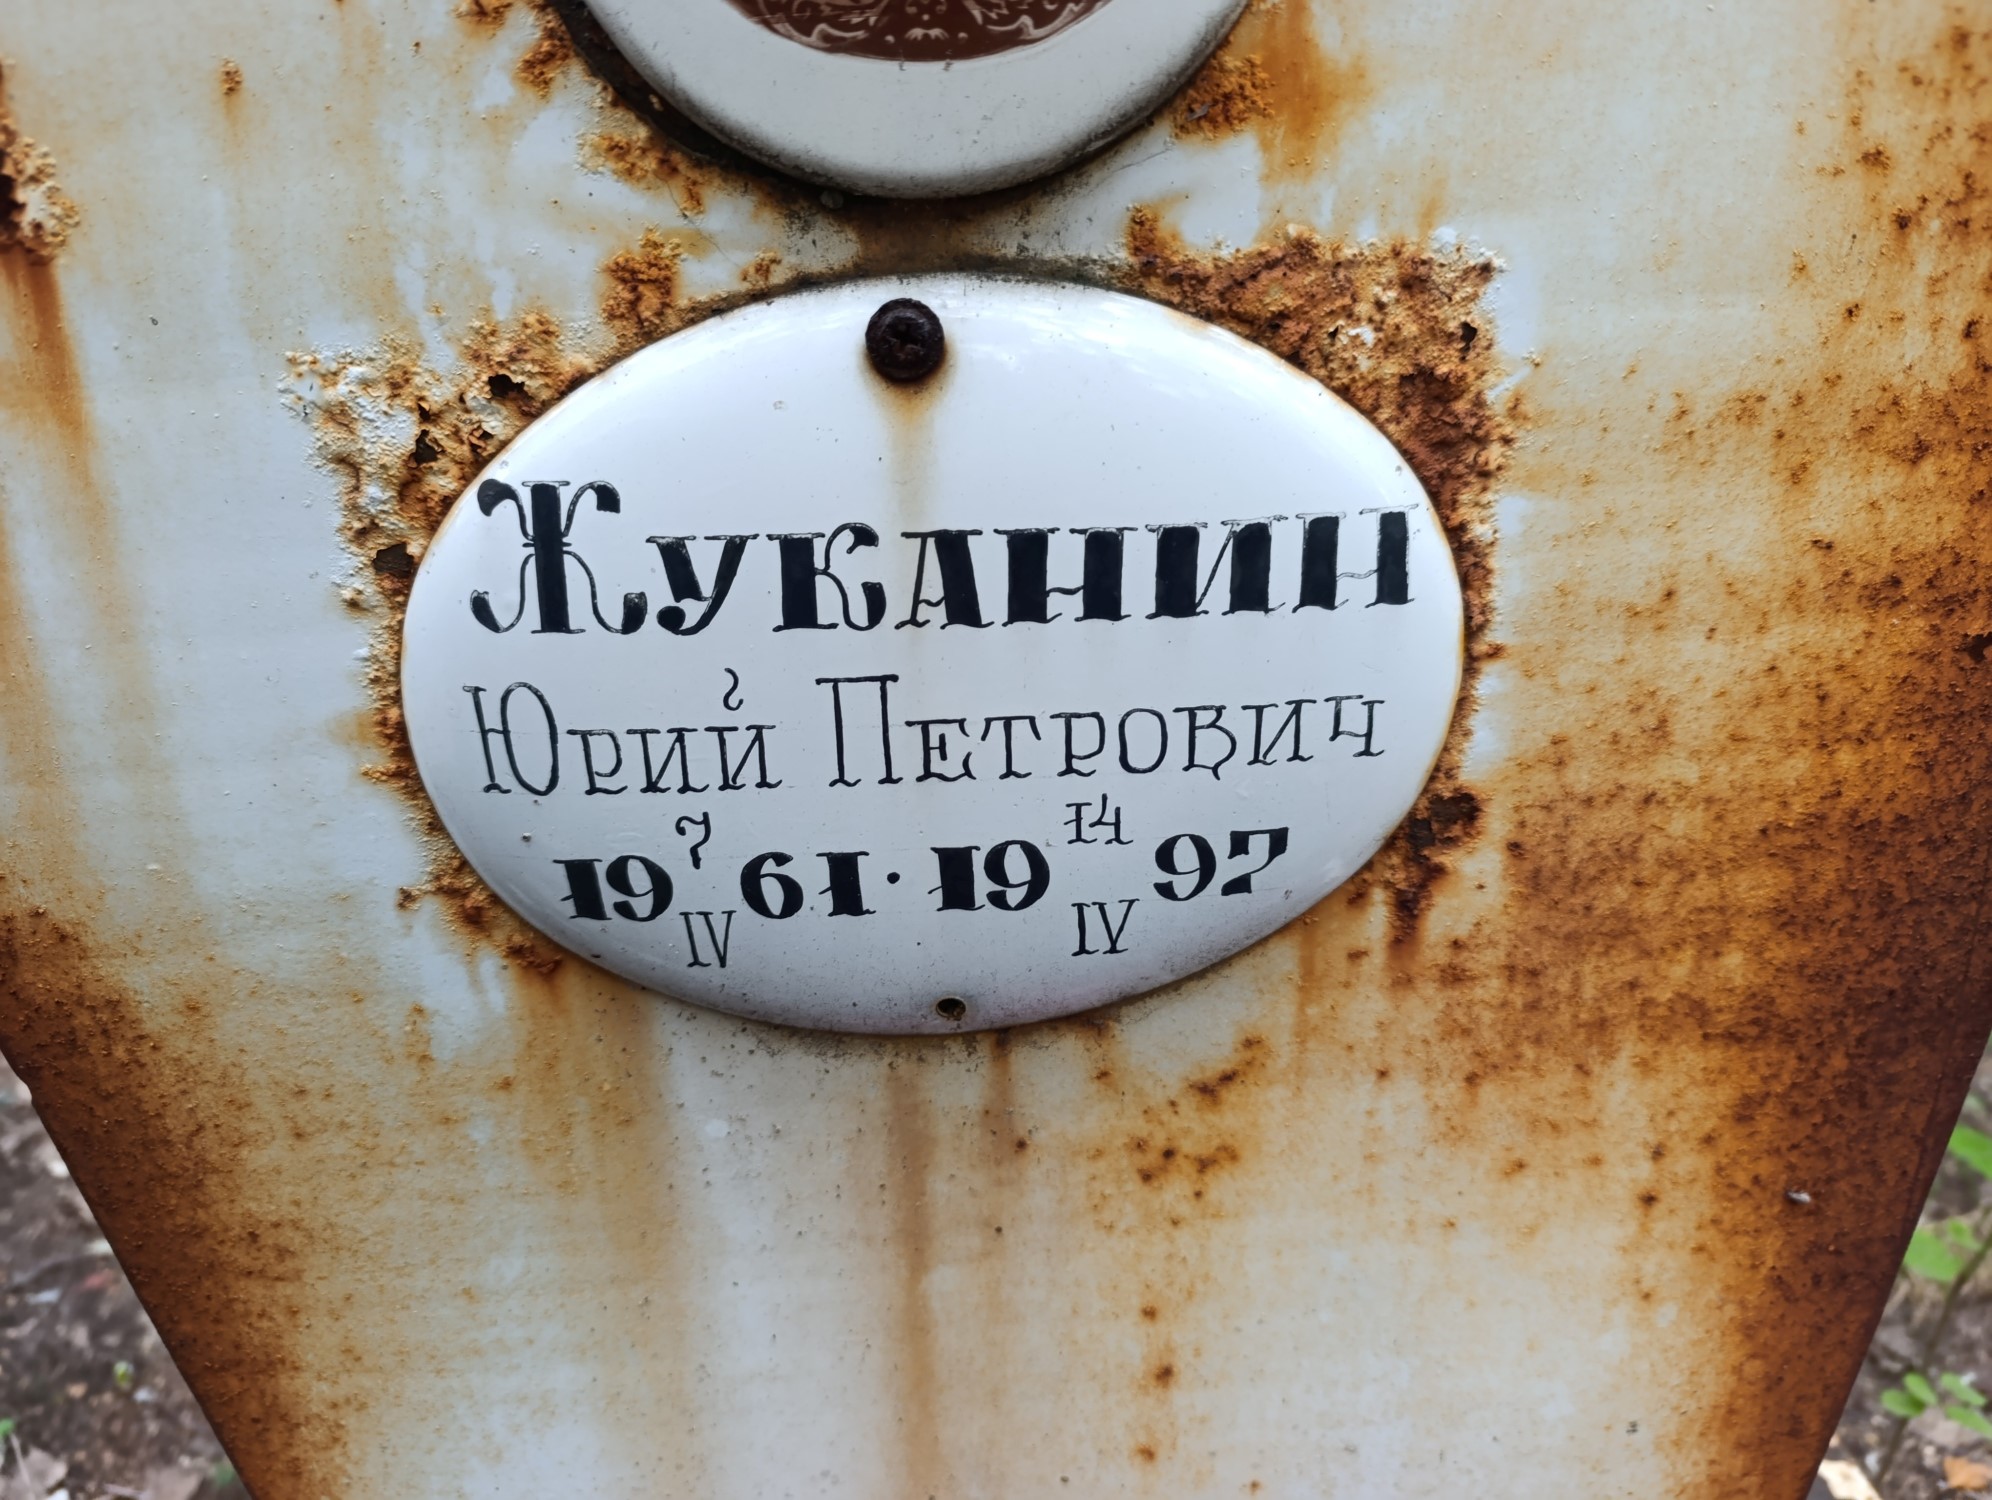 Жуканин
Юрий Петрович
19 7/IV 61 · 19 14/IV 97